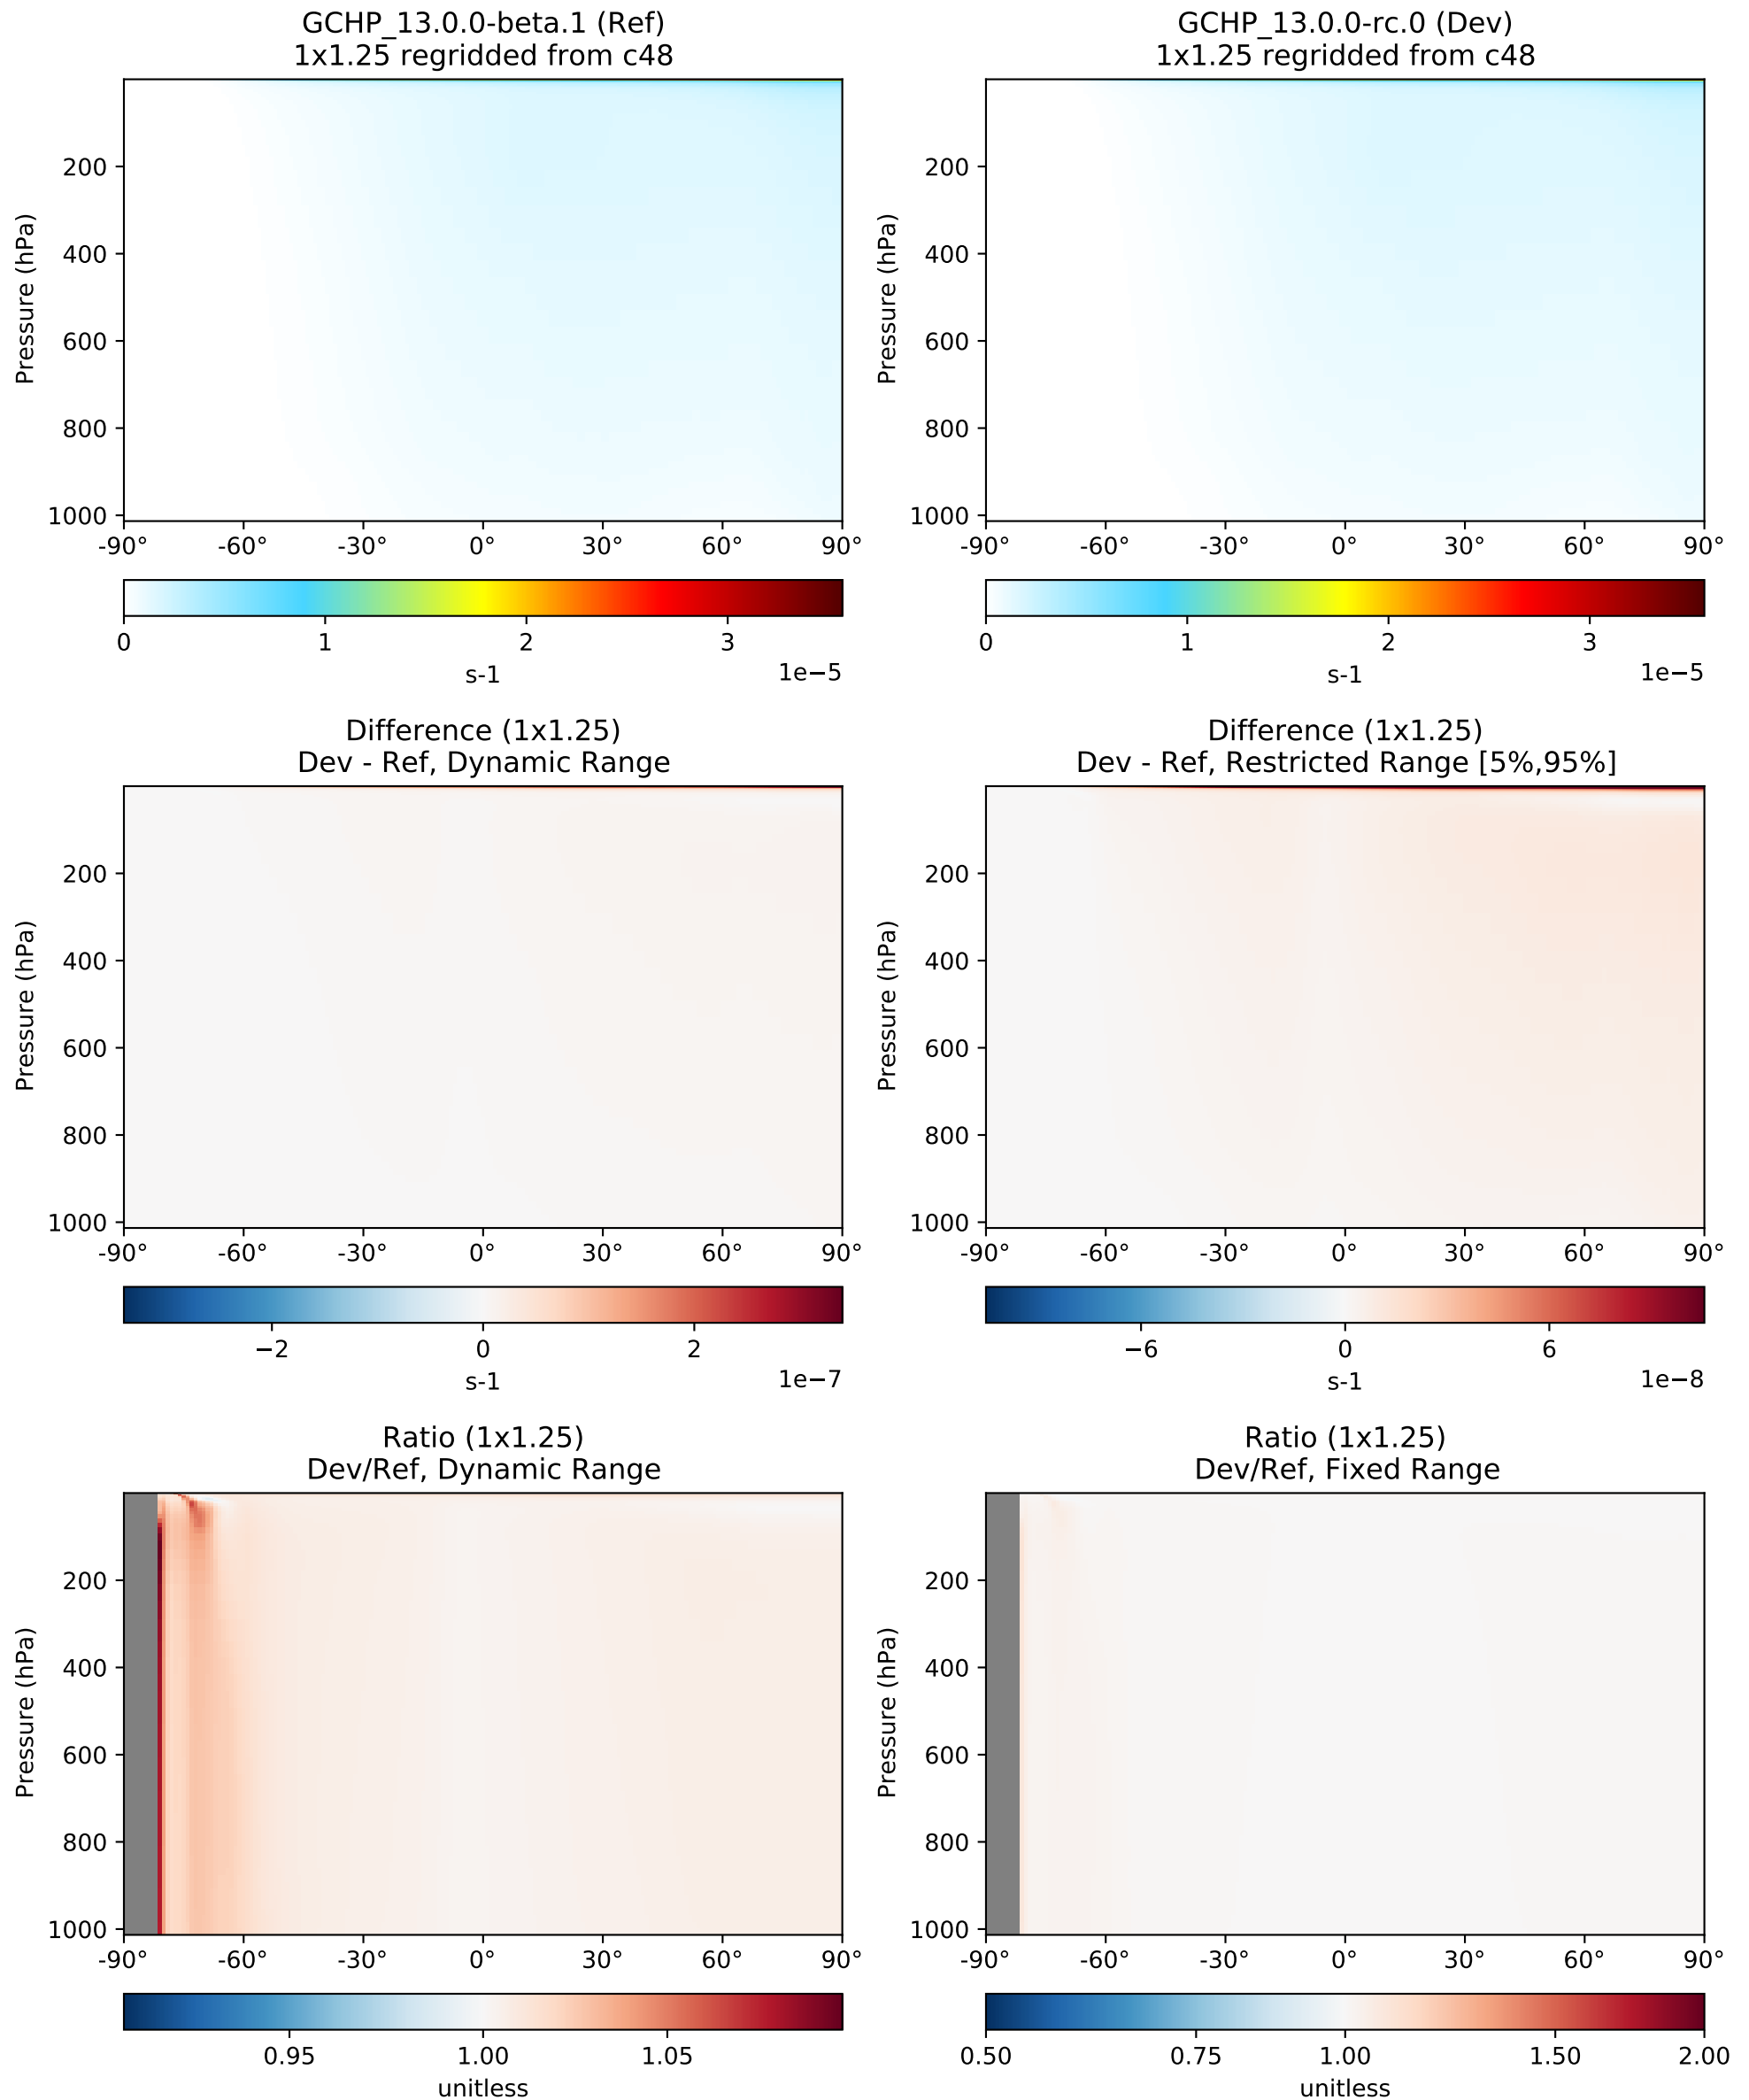 GCHP_13.0.0-beta.1 (Ref)
1x1.25 regridded from c48
Pressure (hPa)
200
400
600
800
1000
-90° -60° -30° 0° 30° 60° 90°
0 1 2 3
1e−5
s-1
GCHP_13.0.0-rc.0 (Dev)
1x1.25 regridded from c48
Pressure (hPa)
200
400
600
800
1000
-90° -60° -30° 0° 30° 60° 90°
0 1 2 3
1e−5
s-1
Difference (1x1.25)
Dev - Ref, Dynamic Range
Pressure (hPa)
200
400
600
800
1000
-90° -60° -30° 0° 30° 60° 90°
−2 0 2
1e−7
s-1
Difference (1x1.25)
Dev - Ref, Restricted Range [5%,95%]
Pressure (hPa)
200
400
600
800
1000
-90° -60° -30° 0° 30° 60° 90°
−6 0 6
1e−8
s-1
Ratio (1x1.25)
Dev/Ref, Dynamic Range
Pressure (hPa)
200
400
600
800
1000
-90° -60° -30° 0° 30° 60° 90°
0.95 1.00 1.05
unitless
Ratio (1x1.25)
Dev/Ref, Fixed Range
Pressure (hPa)
200
400
600
800
1000
-90° -60° -30° 0° 30° 60° 90°
0.50 0.75 1.00 1.50 2.00
unitless